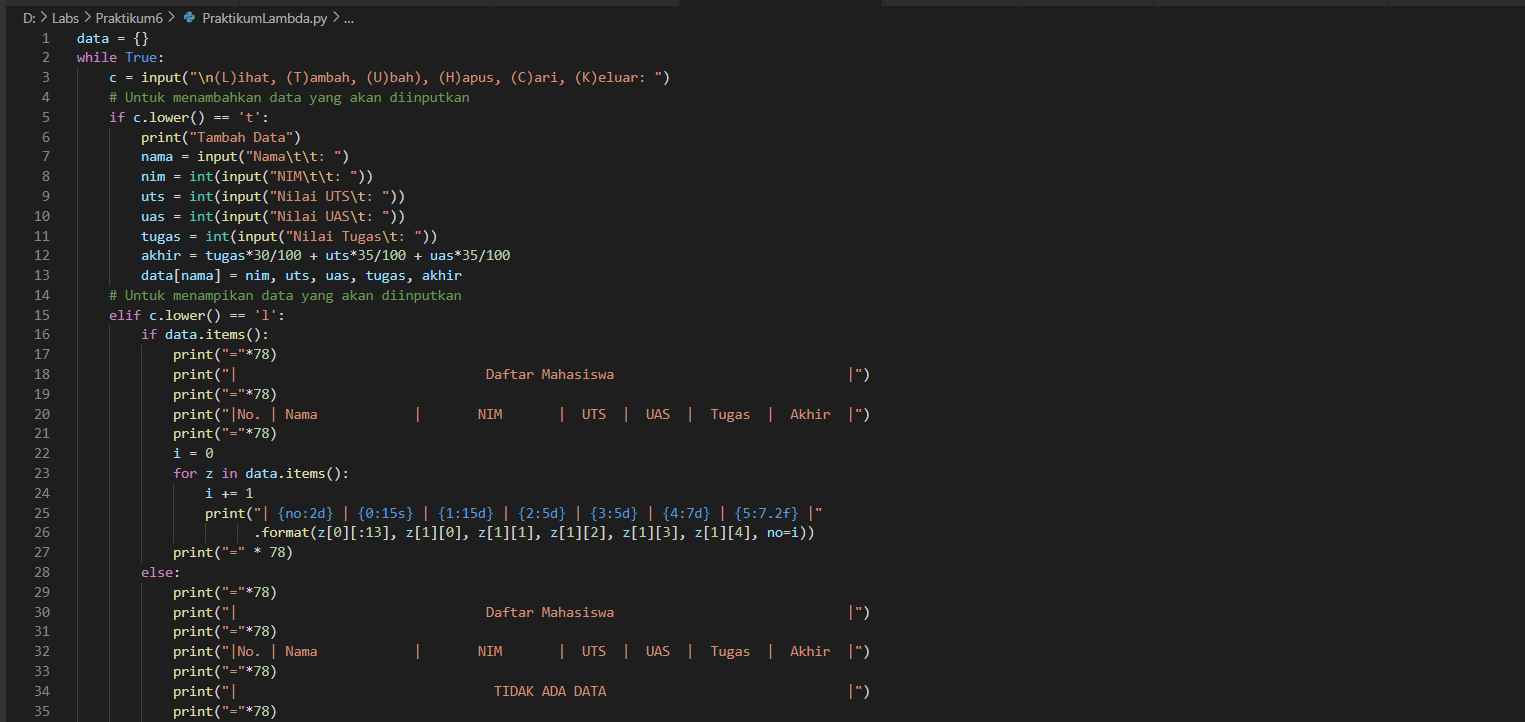 D: > Labs > Praktikum6 > PraktikumLambda.py > ...
1 data = {}
2 while True:
3     c = input("\n(L)ihat, (T)ambah, (U)bah), (H)apus, (C)ari, (K)eluar: ")
4     # Untuk menambahkan data yang akan diinputkan
5     if c.lower() == 't':
6         print("Tambah Data")
7         nama = input("Nama\t\t: ")
8         nim = int(input("NIM\t\t: "))
9         uts = int(input("Nilai UTS\t: "))
10         uas = int(input("Nilai UAS\t: "))
11         tugas = int(input("Nilai Tugas\t: "))
12         akhir = tugas*30/100 + uts*35/100 + uas*35/100
13         data[nama] = nim, uts, uas, tugas, akhir
14     # Untuk menampikan data yang akan diinputkan
15     elif c.lower() == 'l':
16         if data.items():
17             print("="*78)
18             print("|                               Daftar Mahasiswa                             |")
19             print("="*78)
20             print("|No. | Nama            |       NIM       |  UTS  |  UAS  |  Tugas  |  Akhir  |")
21             print("="*78)
22             i = 0
23             for z in data.items():
24                 i += 1
25                 print("| {no:2d} | {0:15s} | {1:15d} | {2:5d} | {3:5d} | {4:7d} | {5:7.2f} |"
26                       .format(z[0][:13], z[1][0], z[1][1], z[1][2], z[1][3], z[1][4], no=i))
27             print("=" * 78)
28         else:
29             print("="*78)
30             print("|                               Daftar Mahasiswa                             |")
31             print("="*78)
32             print("|No. | Nama            |       NIM       |  UTS  |  UAS  |  Tugas  |  Akhir  |")
33             print("="*78)
34             print("|                                TIDAK ADA DATA                              |")
35             print("="*78)